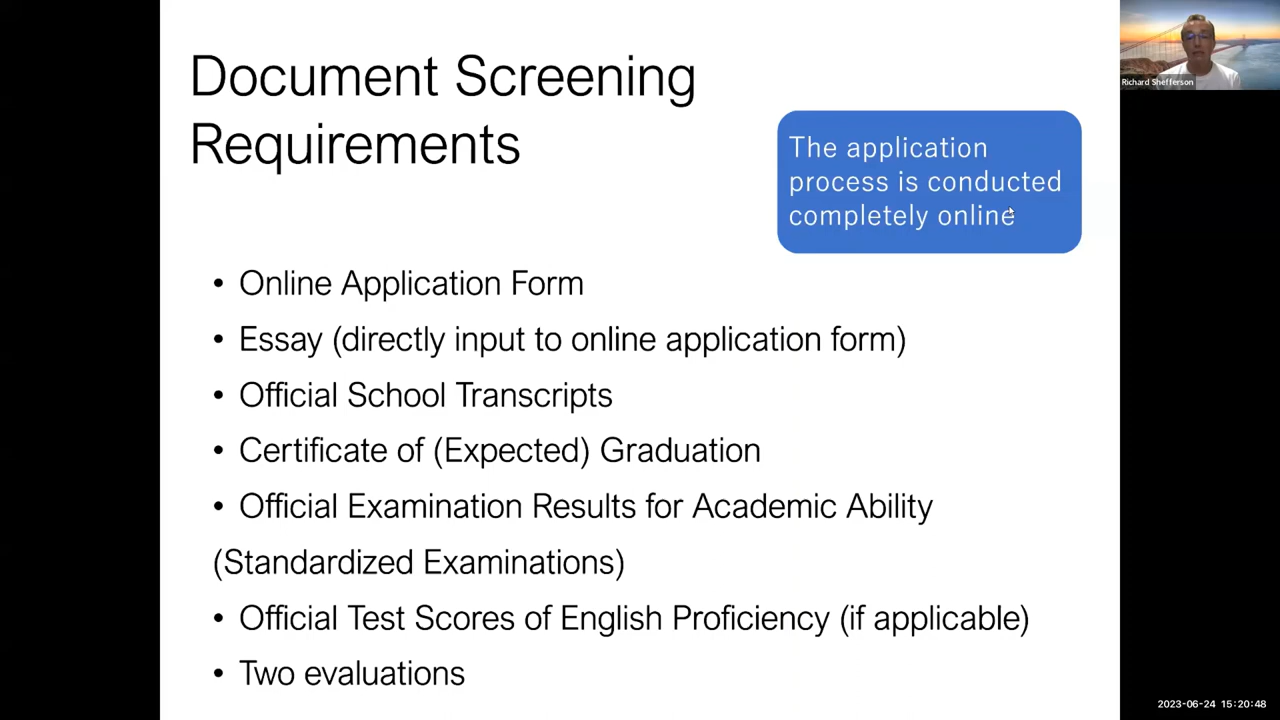 Document Screening
Requirements
The application
process is conducted
completely online
• Online Application Form
• Essay (directly input to online application form)
• Official School Transcripts
• Certificate of (Expected) Graduation
• Official Examination Results for Academic Ability
(Standardized Examinations)
• Official Test Scores of English Proficiency (if applicable)
• Two evaluations
Richard Shefferson
2023-06-24 15:20:48